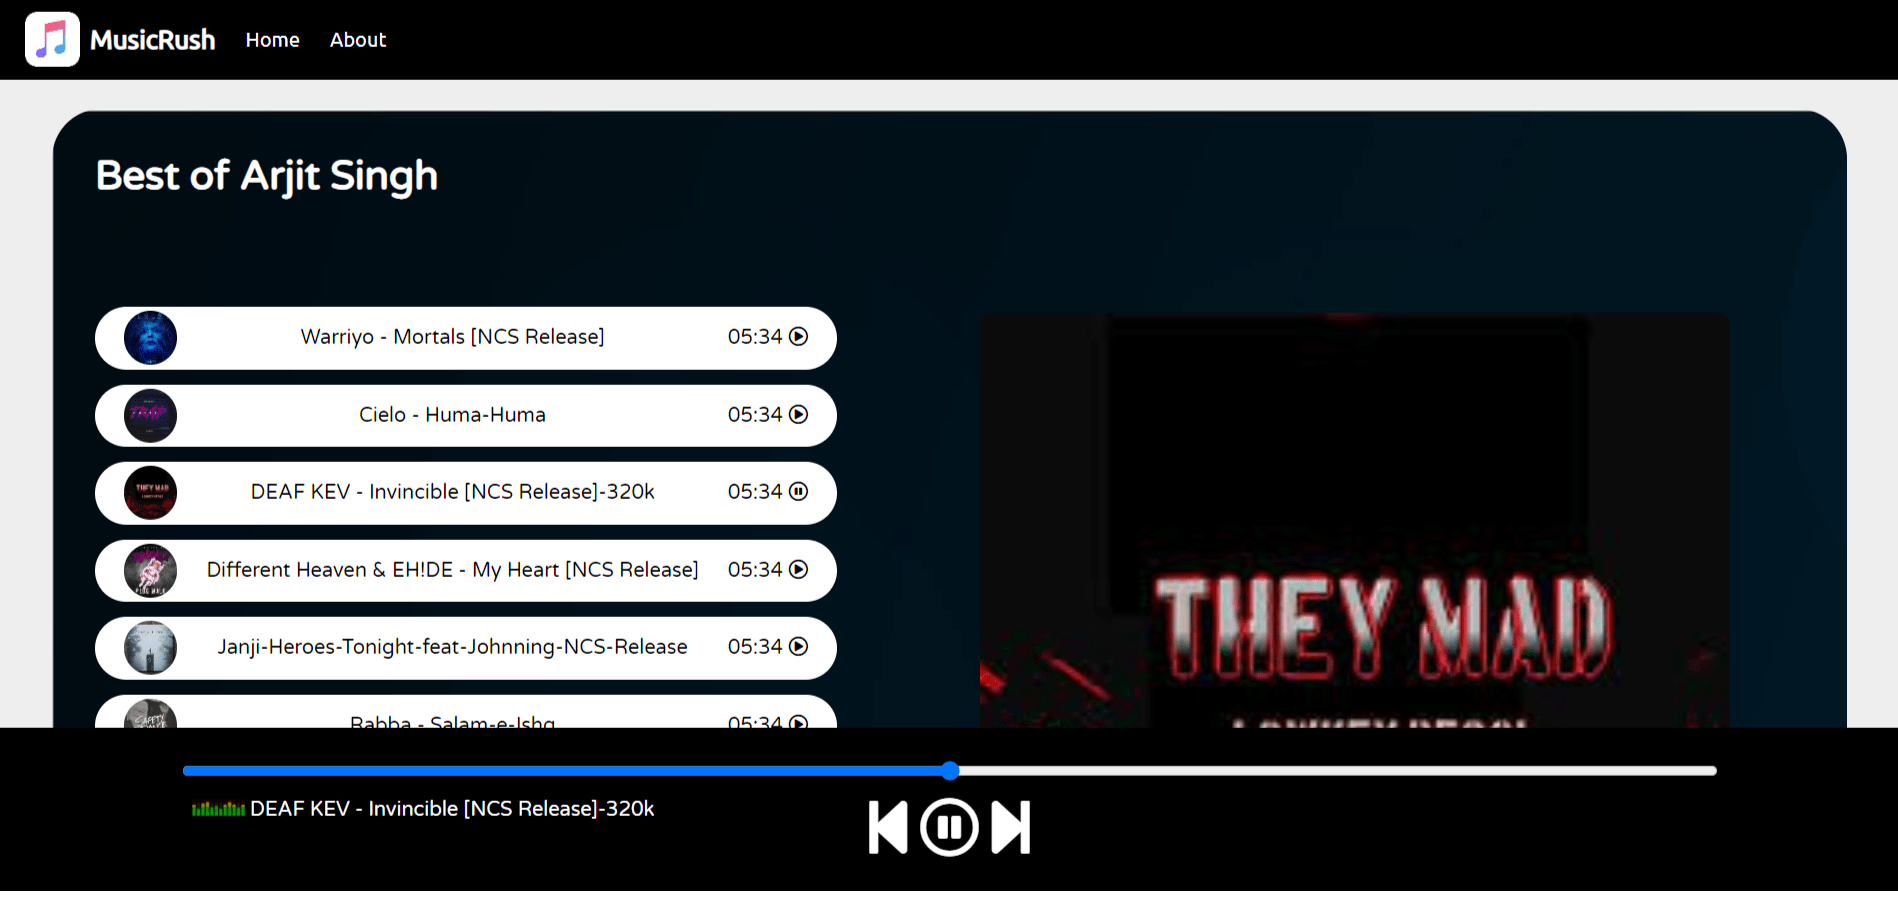 MusicRush Home About
Best of Arjit Singh
Warriyo - Mortals [NCS Release] 05:34
Cielo - Huma-Huma 05:34
TRAP
DEAF KEV - Invincible [NCS Release]-320k 05:34
THEY MAD
Different Heaven & EH!DE - My Heart [NCS Release] 05:34
Janji-Heroes-Tonight-feat-Johnning-NCS-Release 05:34
Rabba - Salam-e-Ishq 05:34
THEY MAD
DEAF KEV - Invincible [NCS Release]-320k